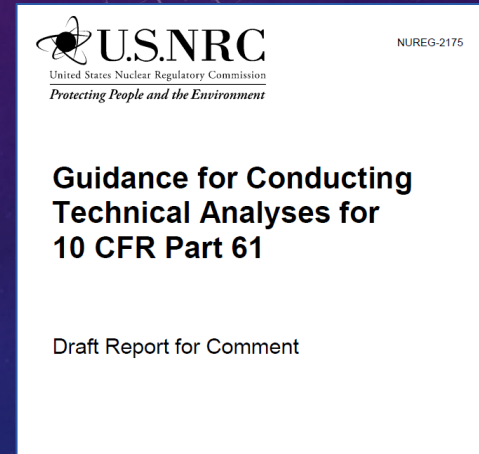 U.S.NRC
NUREG-2175
United States Nuclear Regulatory Commission
Protecting People and the Environment
Guidance for Conducting
Technical Analyses for
10 CFR Part 61
Draft Report for Comment